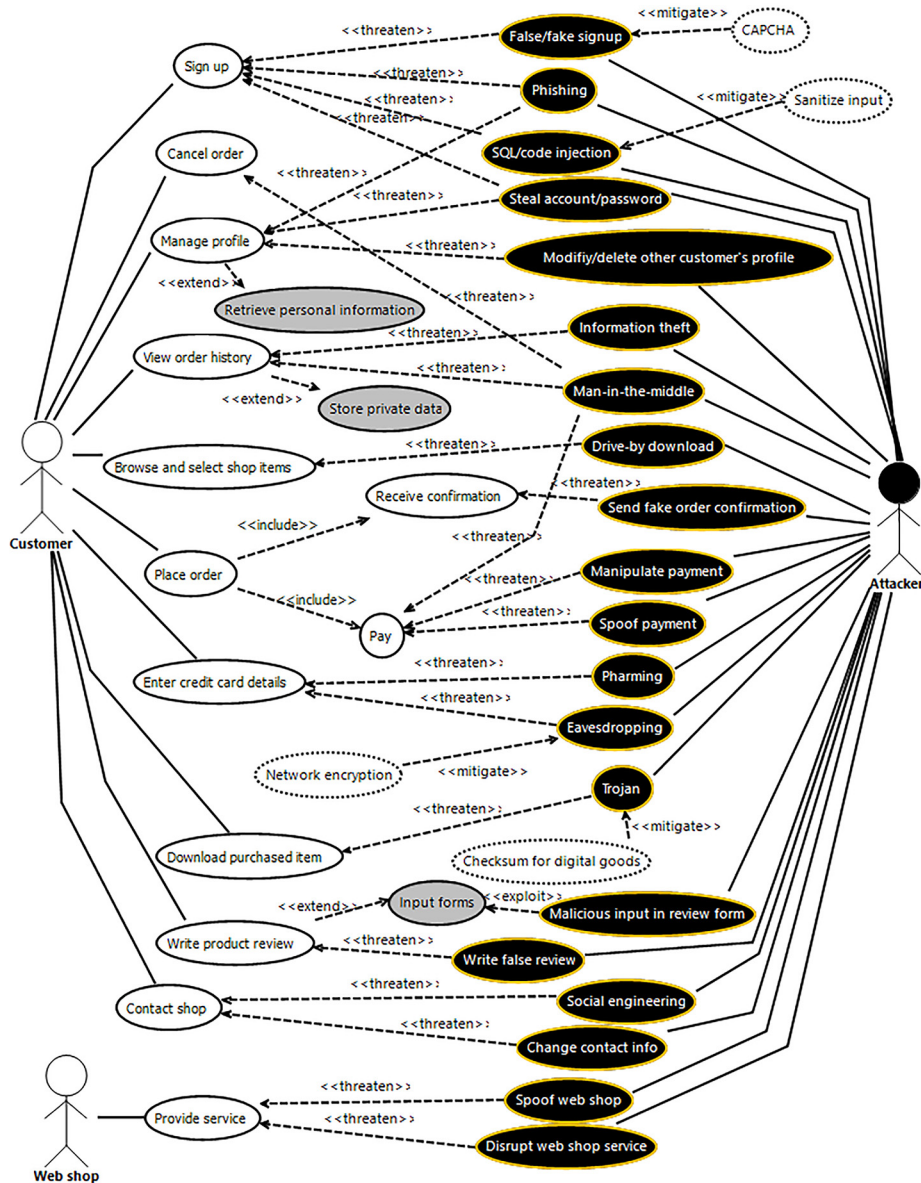 <<mitigate>
<<threaten>>
False/fake signup
CAPCHA
Sign up
<<threaten>>
Phishing
<<threaten>>
<<mitigate>
Sanitize input
<<threaten>>
Cancel order
SQL/code injection
<<threaten>>
<<threaten>>
Steal account/password
Manage profile
<<threaten>>
Modifiy/delete other customer's profile
<<extend>>
Retrieve personal information
<<threaten>
Information theft
<<threaten>>
View order history
<<threaten>>
Man-in-the-middle
<<extend>>
Store private data
<<threaten>>
Drive-by download
Browse and select shop items
<<threaten>
Receive confirmation
Send fake order confirmation
<<include>>
Customer
<<threaten>>
Place order
<<threaten>>
Manipulate payment
Attacker
<<include>>
<<threaten>>
Spoof payment
Pay
<<threaten>>
Pharming
Enter credit card details
<<threaten>>
Eavesdropping
Network encryption
<<mitigate>
Trojan
<<threaten>>
<<mitigate>>
Download purchased item
Checksum for digital goods
<<extend>>
Input forms
<<exploit>>
Malicious input in review form
Write product review
<<threaten>>
Write false review
<<threaten>>
Social engineering
Contact shop
<<threaten>>
Change contact info
<<threaten>>
Spoof web shop
Provide service
<<threaten>>
Disrupt web shop service
Web shop